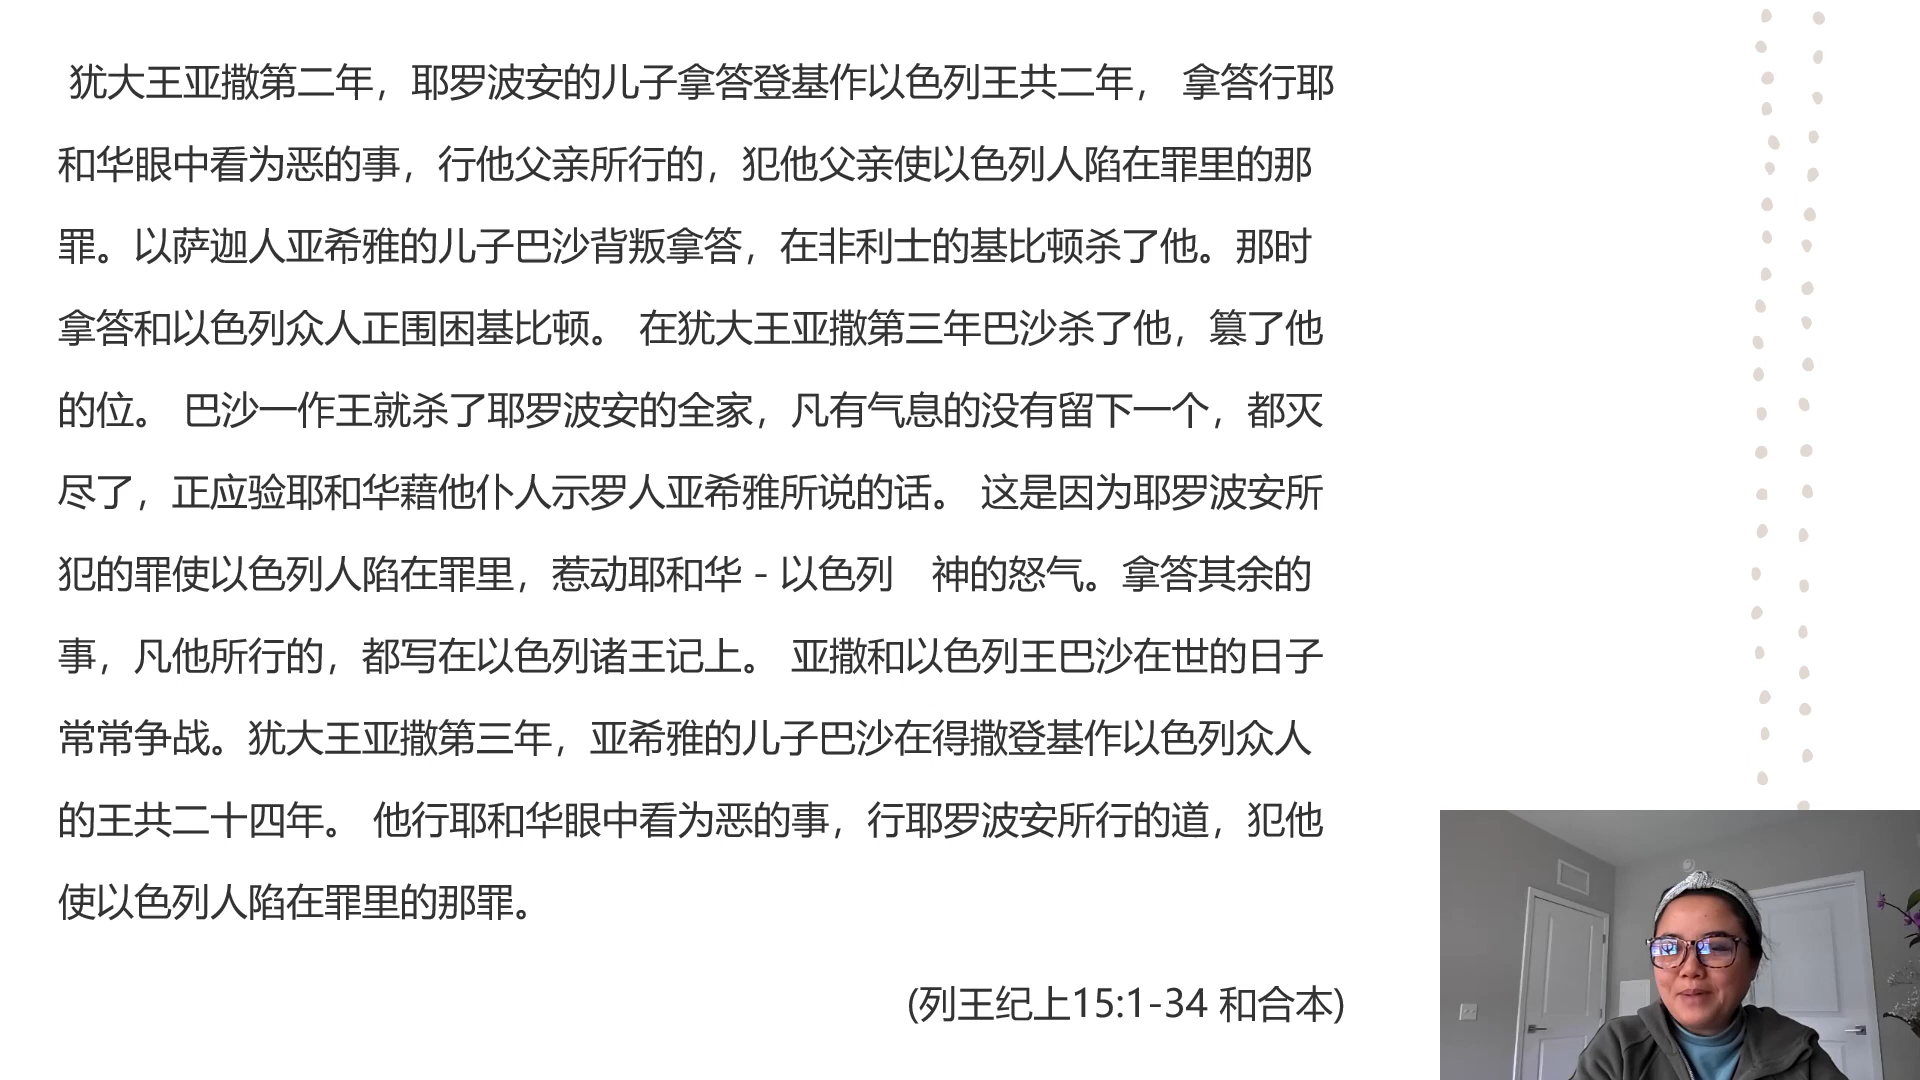 犹大王亚撒第二年，耶罗波安的儿子拿答登基作以色列王共二年， 拿答行耶
和华眼中看为恶的事，行他父亲所行的，犯他父亲使以色列人陷在罪里的那
罪。以萨迦人亚希雅的儿子巴沙背叛拿答，在非利士的基比顿杀了他。那时
拿答和以色列众人正围困基比顿。 在犹大王亚撒第三年巴沙杀了他，篡了他
的位。 巴沙一作王就杀了耶罗波安的全家，凡有气息的没有留下一个，都灭
尽了，正应验耶和华藉他仆人示罗人亚希雅所说的话。 这是因为耶罗波安所
犯的罪使以色列人陷在罪里，惹动耶和华 - 以色列　神的怒气。拿答其余的
事，凡他所行的，都写在以色列诸王记上。 亚撒和以色列王巴沙在世的日子
常常争战。犹大王亚撒第三年，亚希雅的儿子巴沙在得撒登基作以色列众人
的王共二十四年。 他行耶和华眼中看为恶的事，行耶罗波安所行的道，犯他
使以色列人陷在罪里的那罪。
(列王纪上15:1-34 和合本)